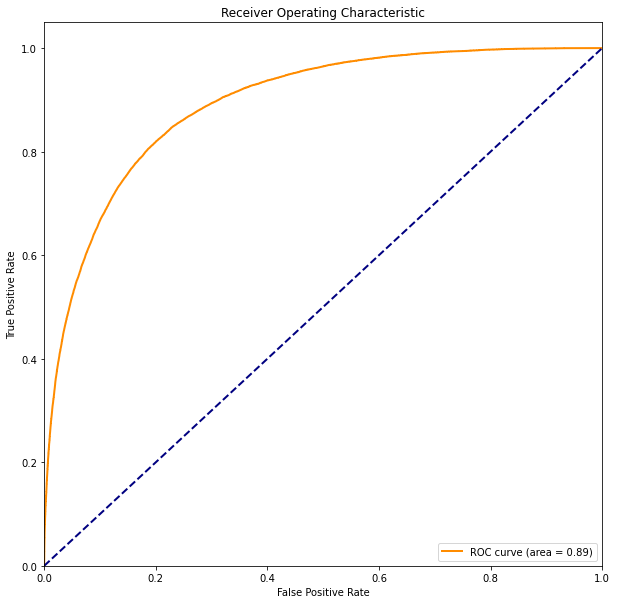 Receiver Operating Characteristic
1.0
0.8
0.6
0.4
0.2
0.0
True Positive Rate
ROC curve (area = 0.89)
0.0 0.2 0.4 0.6 0.8 1.0
False Positive Rate